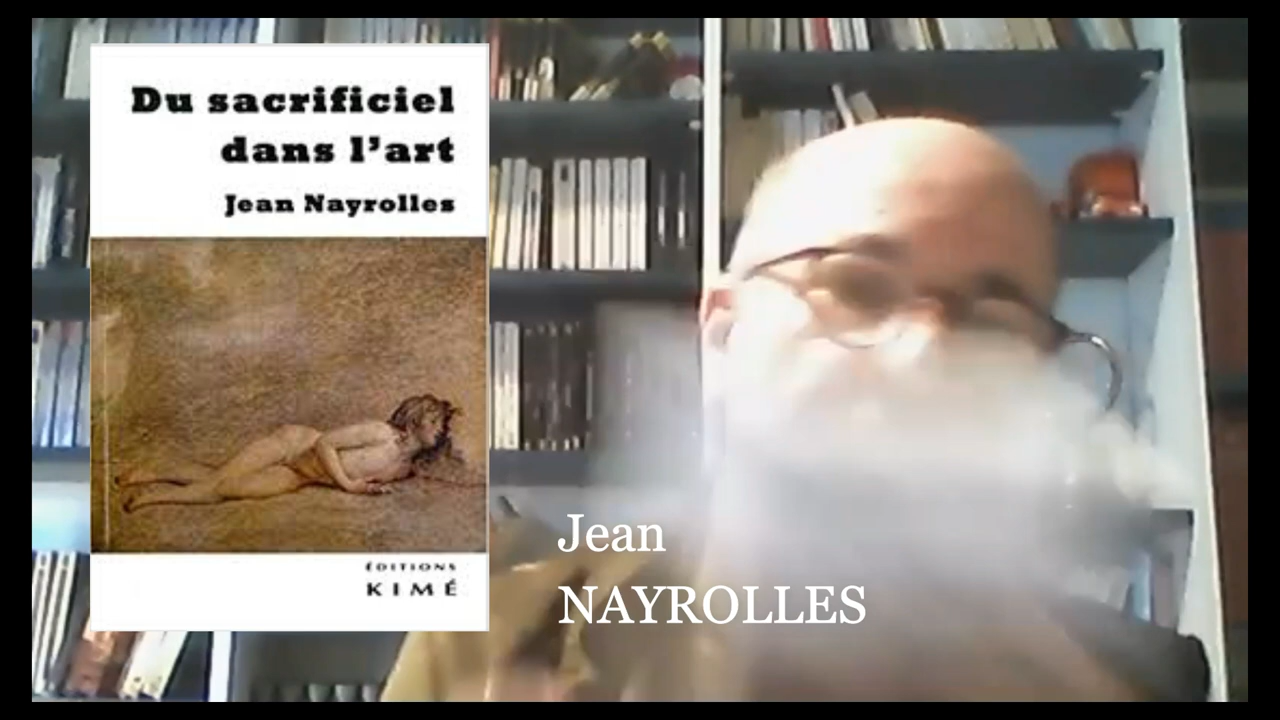 Du sacrificiel
dans l’art
Jean Nayrolles
ÉDITIONS
KIMÉ
Jean
NAYROLLES